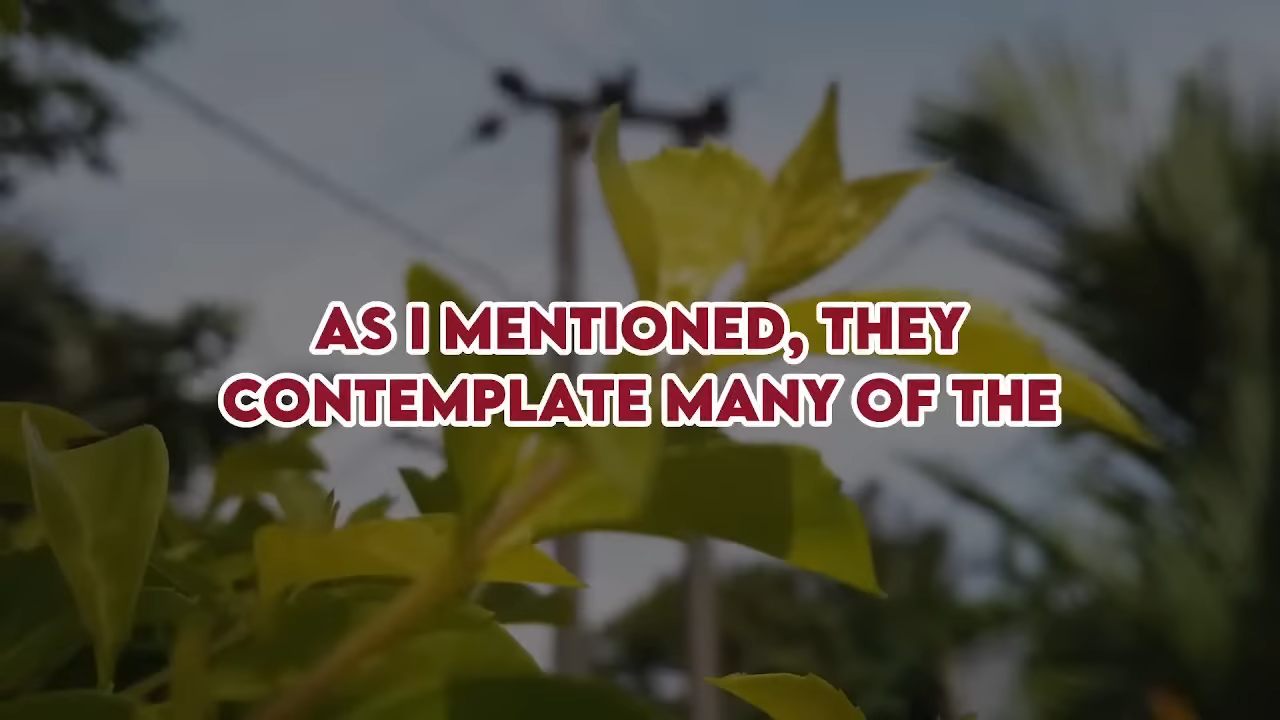 AS I MENTIONED, THEY
CONTEMPLATE MANY OF THE